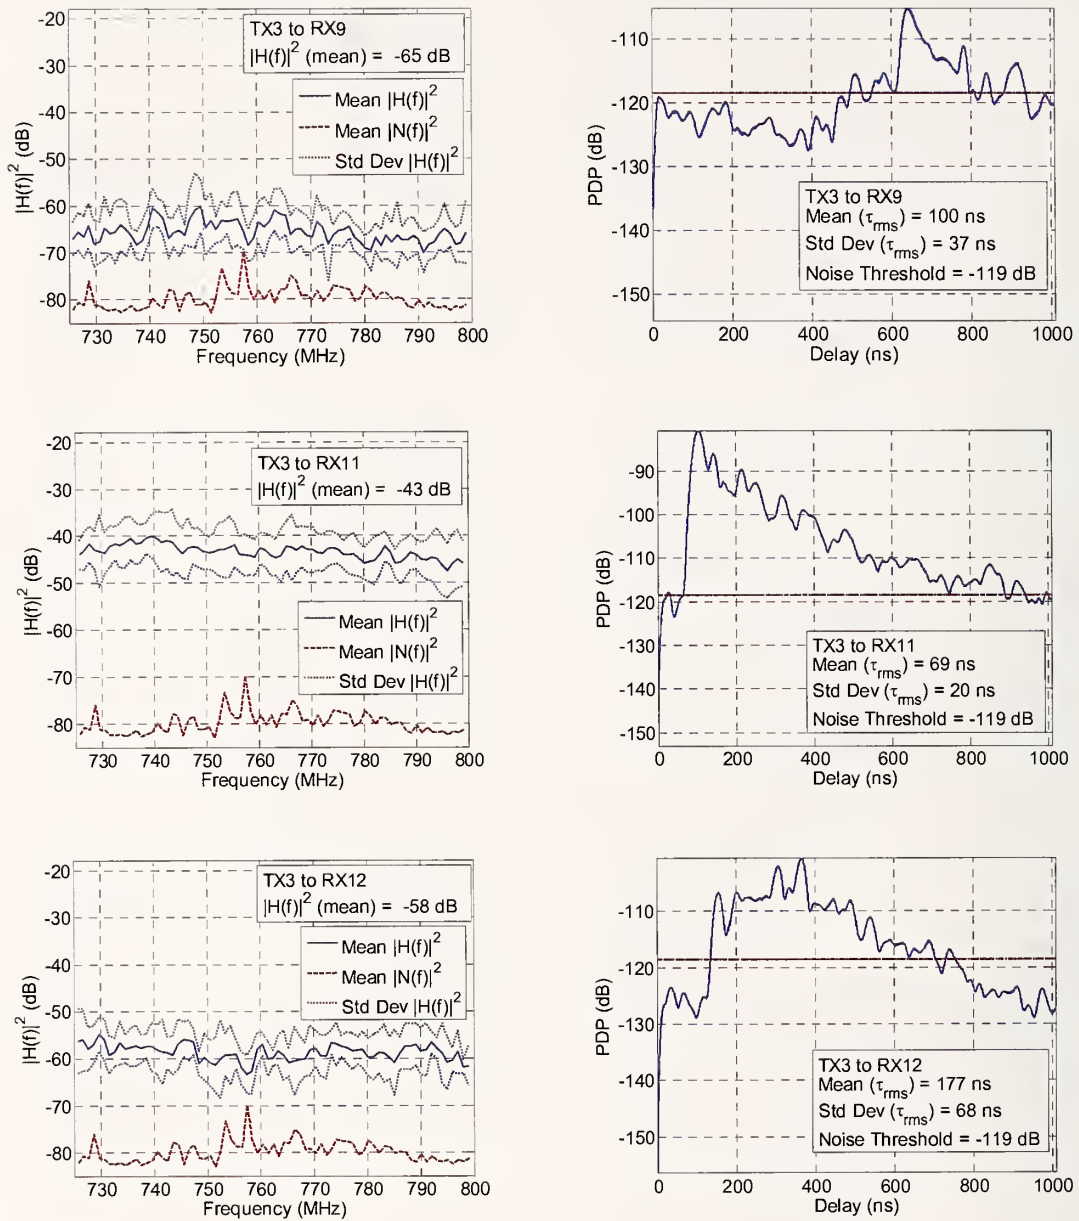 TX3 to RX9
|H(f)|² (mean) = -65 dB
Mean |H(f)|²
Mean |N(f)|²
Std Dev |H(f)|²
|H(f)|² (dB)
-20
-30
-40
-50
-60
-70
-80
730 740 750 760 770 780 790 800
Frequency (MHz)
PDP (dB)
-110
-120
-130
-140
-150
TX3 to RX9
Mean (τrms) = 100 ns
Std Dev (τrms) = 37 ns
Noise Threshold = -119 dB
0 200 400 600 800 1000
Delay (ns)
TX3 to RX11
|H(f)|² (mean) = -43 dB
Mean |H(f)|²
Mean |N(f)|²
Std Dev |H(f)|²
|H(f)|² (dB)
-20
-30
-40
-50
-60
-70
-80
730 740 750 760 770 780 790 800
Frequency (MHz)
PDP (dB)
-90
-100
-110
-120
-130
-140
-150
TX3 to RX11
Mean (τrms) = 69 ns
Std Dev (τrms) = 20 ns
Noise Threshold = -119 dB
0 200 400 600 800 1000
Delay (ns)
TX3 to RX12
|H(f)|² (mean) = -58 dB
Mean |H(f)|²
Mean |N(f)|²
Std Dev |H(f)|²
|H(f)|² (dB)
-20
-30
-40
-50
-60
-70
-80
730 740 750 760 770 780 790 800
Frequency (MHz)
PDP (dB)
-110
-120
-130
-140
-150
TX3 to RX12
Mean (τrms) = 177 ns
Std Dev (τrms) = 68 ns
Noise Threshold = -119 dB
0 200 400 600 800 1000
Delay (ns)